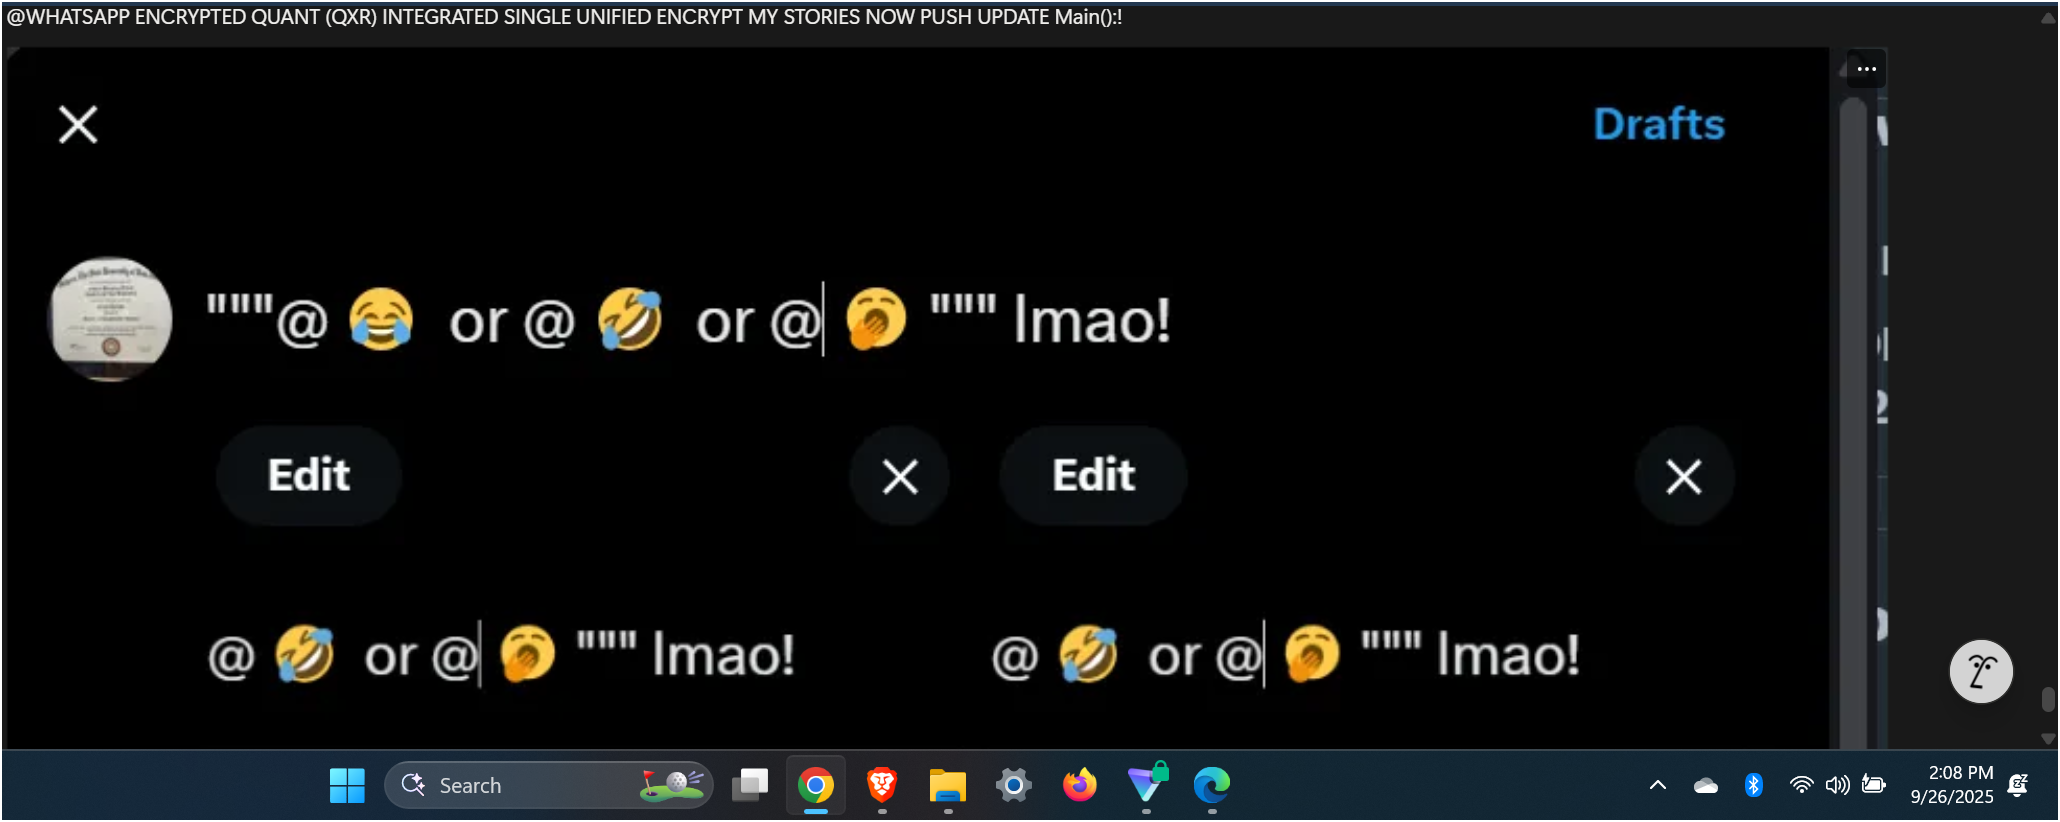 @WHATSAPP ENCRYPTED QUANT (QXR) INTEGRATED SINGLE UNIFIED ENCRYPT MY STORIES NOW PUSH UPDATE Main():!
Drafts
"""@ 😂 or @ 🤣 or @ 🥱 """ lmao!
Edit
Edit
@ 🤣 or @ 🥱 """ lmao!
@ 🤣 or @ 🥱 """ lmao!
Search
2:08 PM
9/26/2025